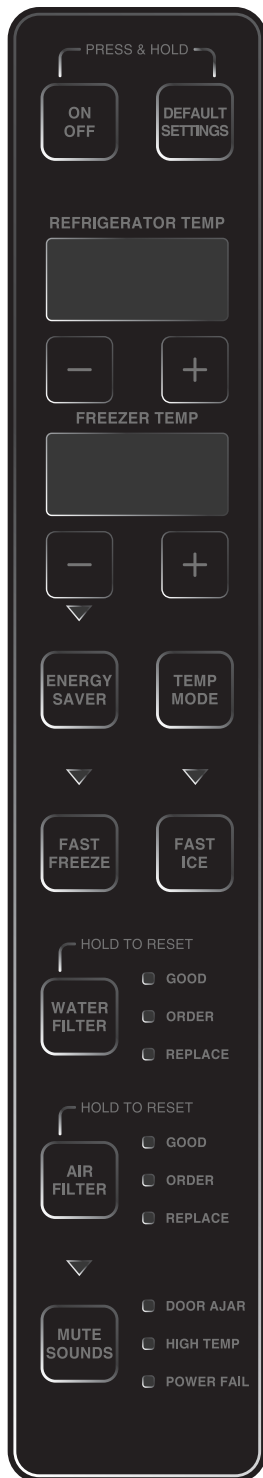 PRESS & HOLD
ON
OFF
DEFAULT
SETTINGS
REFRIGERATOR TEMP
− +
FREEZER TEMP
− +
ENERGY
SAVER
TEMP
MODE
FAST
FREEZE
FAST
ICE
HOLD TO RESET
WATER
FILTER
GOOD
ORDER
REPLACE
HOLD TO RESET
AIR
FILTER
GOOD
ORDER
REPLACE
MUTE
SOUNDS
DOOR AJAR
HIGH TEMP
POWER FAIL